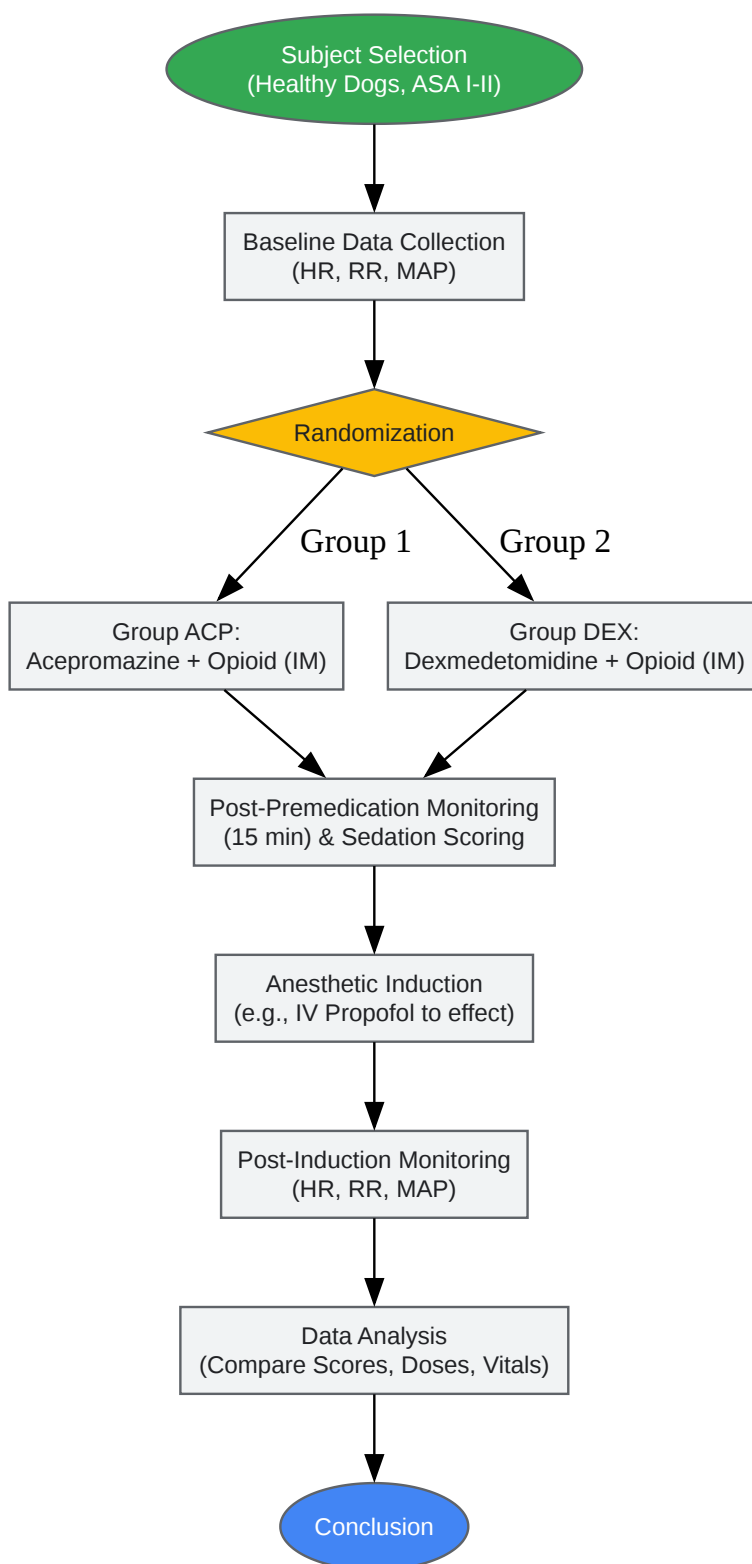 Subject Selection
(Healthy Dogs, ASA I-II)
Baseline Data Collection
(HR, RR, MAP)
Randomization
Group 1
Group 2
Group ACP:
Acepromazine + Opioid (IM)
Group DEX:
Dexmedetomidine + Opioid (IM)
Post-Premedication Monitoring
(15 min) & Sedation Scoring
Anesthetic Induction
(e.g., IV Propofol to effect)
Post-Induction Monitoring
(HR, RR, MAP)
Data Analysis
(Compare Scores, Doses, Vitals)
Conclusion